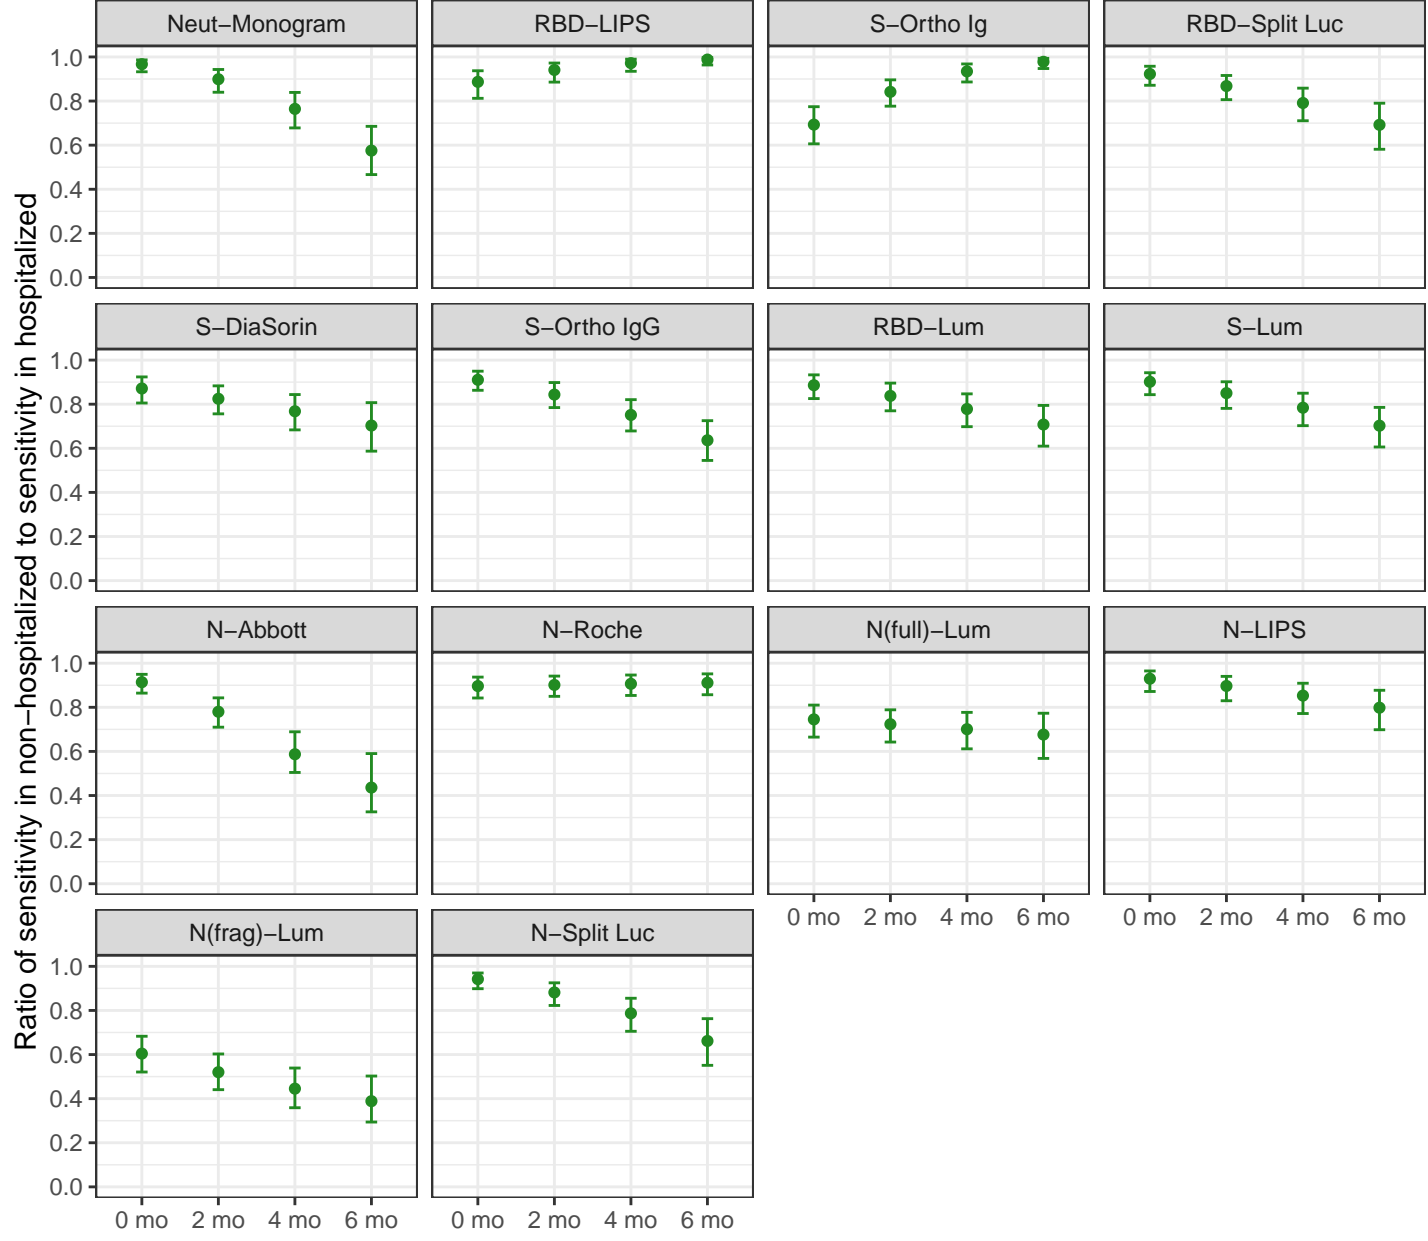 Ratio of sensitivity in non−hospitalized to sensitivity in hospitalized
Neut−Monogram
RBD−LIPS
S−Ortho Ig
RBD−Split Luc
1.0
0.8
0.6
0.4
0.2
0.0
S−DiaSorin
S−Ortho IgG
RBD−Lum
S−Lum
1.0
0.8
0.6
0.4
0.2
0.0
N−Abbott
N−Roche
N(full)−Lum
N−LIPS
1.0
0.8
0.6
0.4
0.2
0.0
0 mo 2 mo 4 mo 6 mo
0 mo 2 mo 4 mo 6 mo
N(frag)−Lum
N−Split Luc
1.0
0.8
0.6
0.4
0.2
0.0
0 mo 2 mo 4 mo 6 mo
0 mo 2 mo 4 mo 6 mo